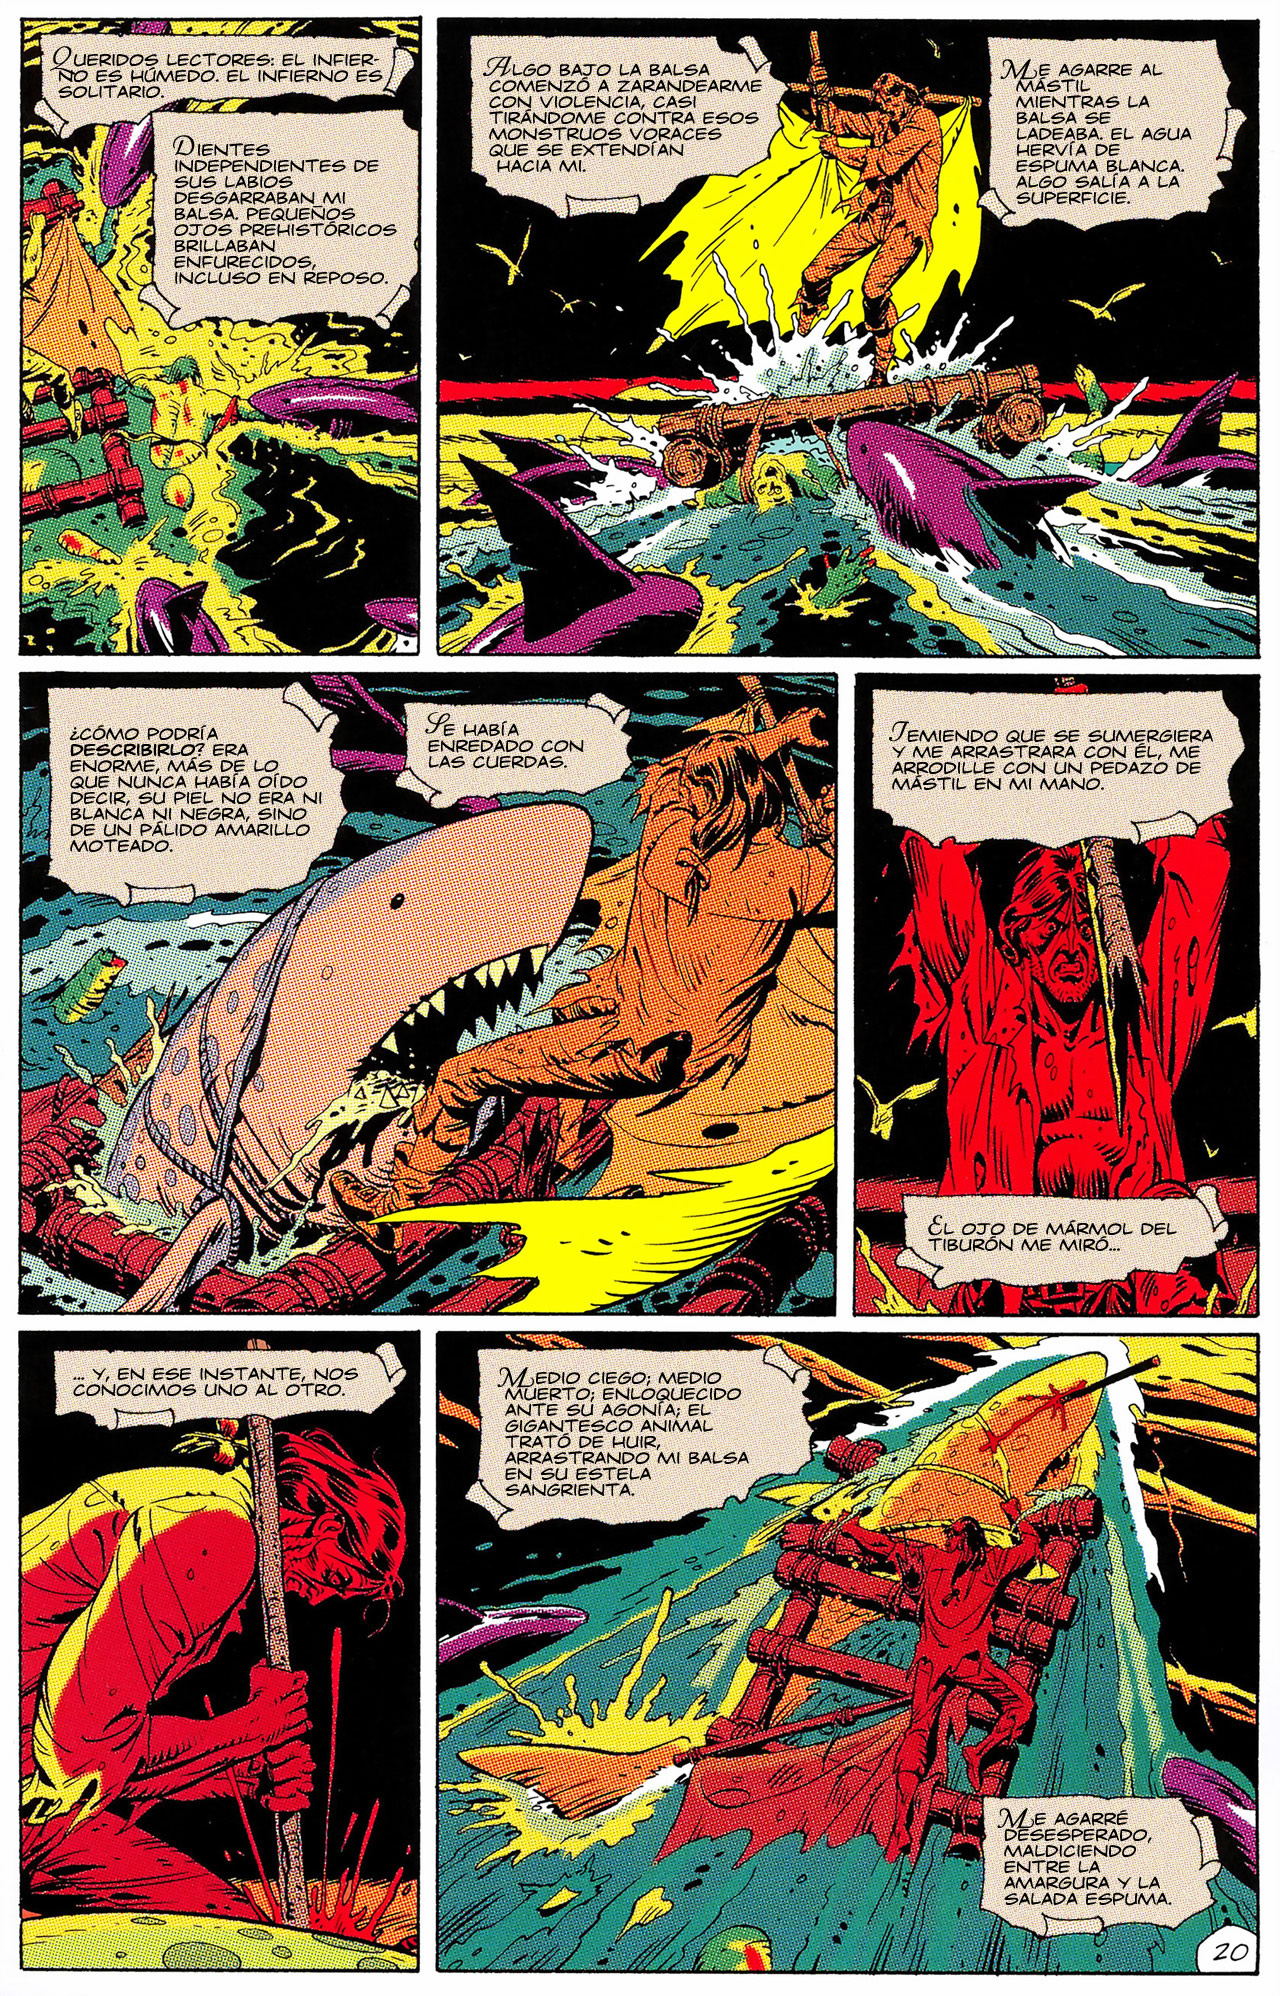 QUERIDOS LECTORES: EL INFIER-
NO ES HÚMEDO. EL INFIERNO ES
SOLITARIO.
DIENTES
INDEPENDIENTES DE
SUS LABIOS
DESGARRABAN MI
BALSA. PEQUEÑOS
OJOS PREHISTÓRICOS
BRILLABAN
ENFURECIDOS,
INCLUSO EN REPOSO.
ALGO BAJO LA BALSA
COMENZÓ A ZARANDEARME
CON VIOLENCIA, CASI
TIRÁNDOME CONTRA ESOS
MONSTRUOS VORACES
QUE SE EXTENDÍAN
HACIA MI.
ME AGARRE AL
MÁSTIL
MIENTRAS LA
BALSA SE
LADEABA. EL AGUA
HERVÍA DE
ESPUMA BLANCA.
ALGO SALÍA A LA
SUPERFICIE.
¿CÓMO PODRÍA
DESCRIBIRLO? ERA
ENORME, MÁS DE LO
QUE NUNCA HABÍA OÍDO
DECIR, SU PIEL NO ERA NI
BLANCA NI NEGRA, SINO
DE UN PÁLIDO AMARILLO
MOTEADO.
SE HABÍA
ENREDADO CON
LAS CUERDAS.
TEMIENDO QUE SE SUMERGIERA
Y ME ARRASTRARA CON ÉL, ME
ARRODILLE CON UN PEDAZO DE
MÁSTIL EN MI MANO.
EL OJO DE MÁRMOL DEL
TIBURÓN ME MIRÓ...
... Y, EN ESE INSTANTE, NOS
CONOCIMOS UNO AL OTRO.
MEDIO CIEGO; MEDIO
MUERTO; ENLOQUECIDO
ANTE SU AGONÍA; EL
GIGANTESCO ANIMAL
TRATÓ DE HUIR,
ARRASTRANDO MI BALSA
EN SU ESTELA
SANGRIENTA.
ME AGARRÉ
DESESPERADO,
MALDICIENDO
ENTRE LA
AMARGURA Y LA
SALADA ESPUMA.
20